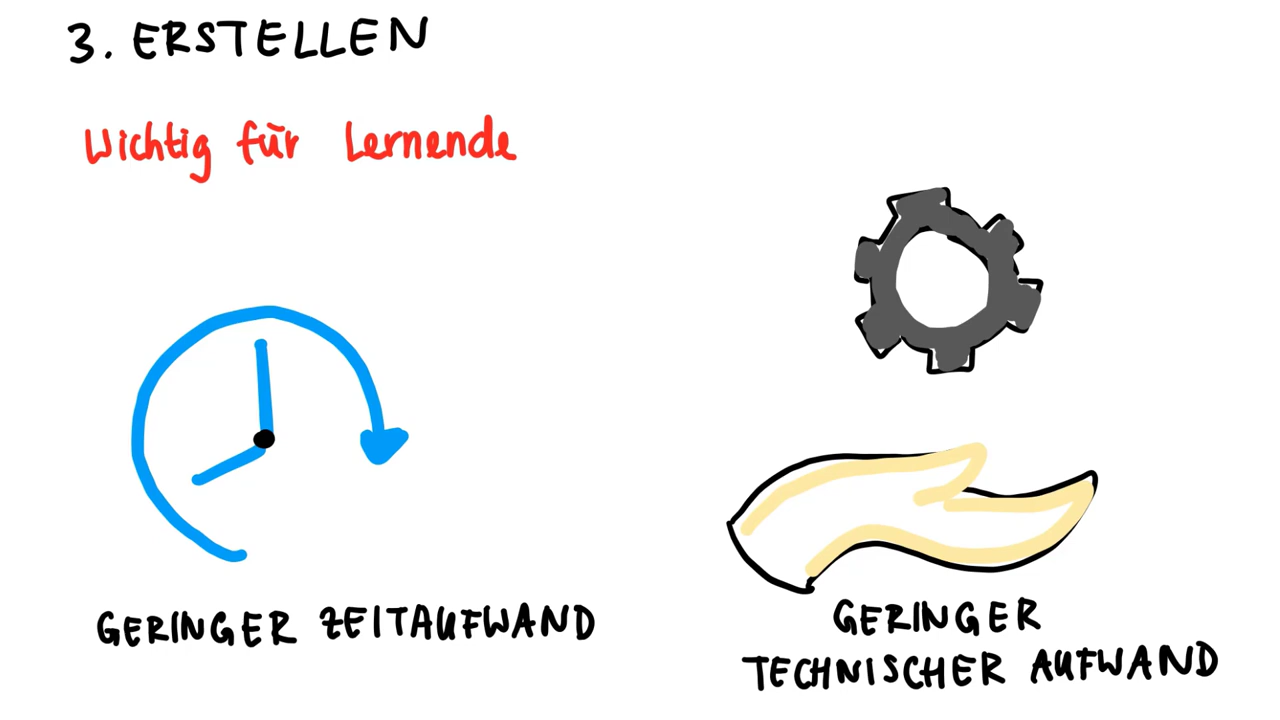 3. ERSTELLEN
Wichtig für Lernende
GERINGER ZEITAUFWAND
GERINGER
TECHNISCHER AUFWAND